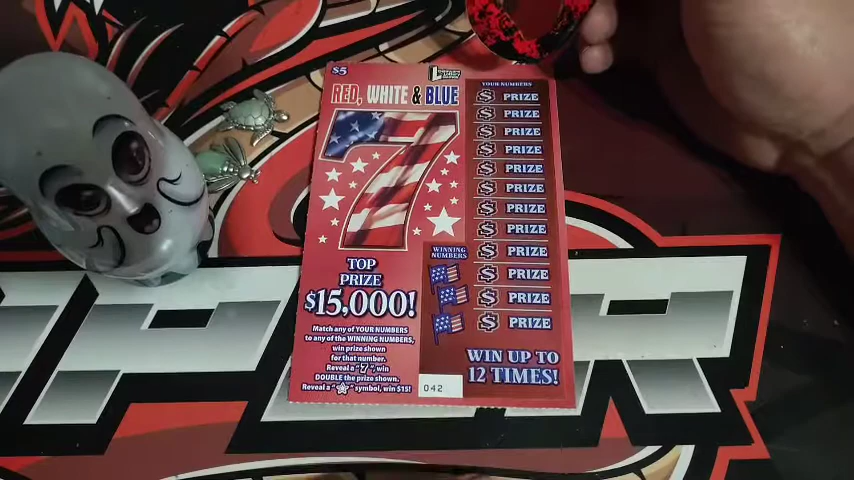 $5
RED, WHITE & BLUE
7
TOP
PRIZE
$15,000!
Match any of YOUR NUMBERS
to any of the WINNING NUMBERS,
win prize shown
for that number.
Reveal a "7", win
DOUBLE the prize shown.
Reveal a " " symbol, win $15!
YOUR NUMBERS
$ PRIZE
$ PRIZE
$ PRIZE
$ PRIZE
$ PRIZE
$ PRIZE
$ PRIZE
$ PRIZE
$ PRIZE
$ PRIZE
$ PRIZE
$ PRIZE
WINNING
NUMBERS
WIN UP TO
12 TIMES!
042